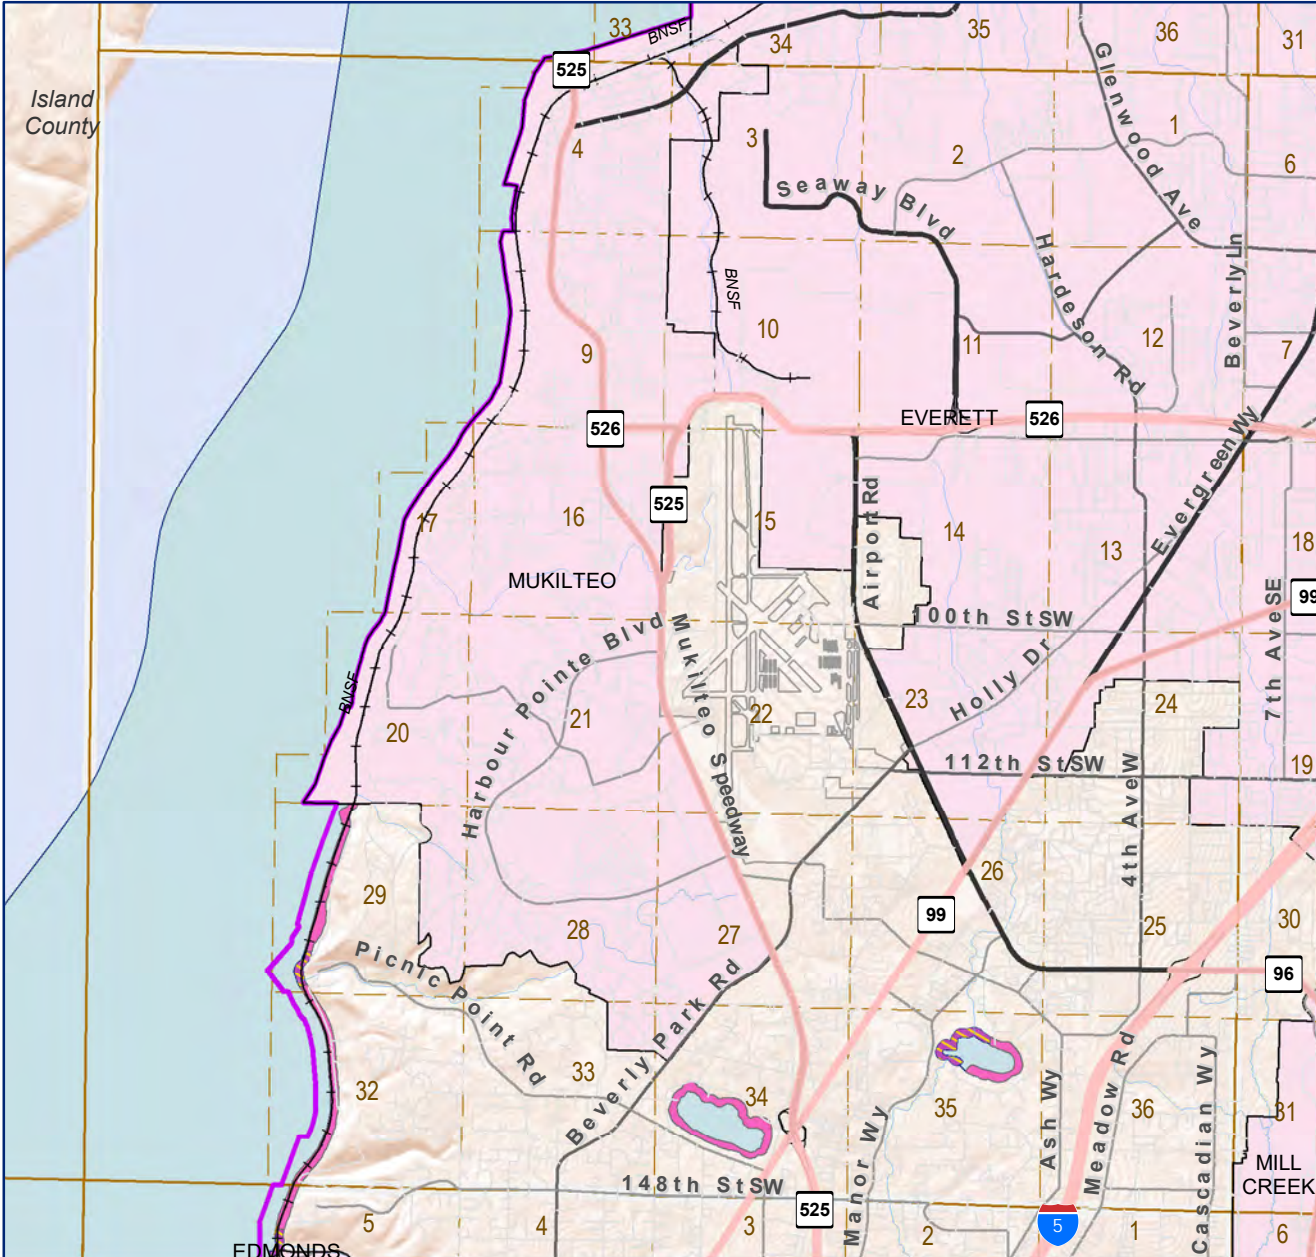 33
BNSF
34
35
36
31
525
Island
County
Glenwood Ave
4
3
2
1
6
Seaway Blvd
Hardeson Rd
Beverly Ln
BNSF
9
10
11
12
7
526
EVERETT
526
Evergreen Wy
525
17
16
15
Airport Rd
14
13
18
MUKILTEO
99
100th St SW
7th Ave SE
Harbour Pointe Blvd
Mukilteo Speedway
Holly Dr
BNSF
20
21
22
23
24
112th St SW
19
4th Ave W
29
28
27
26
99
25
30
Picnic Point Rd
96
Beverly Park Rd
32
33
34
35
36
31
Manor Wy
Ash Wy
Meadow Rd
Cascadian Wy
MILL
CREEK
148th St SW
525
5
4
3
2
5
1
6
EDMONDS